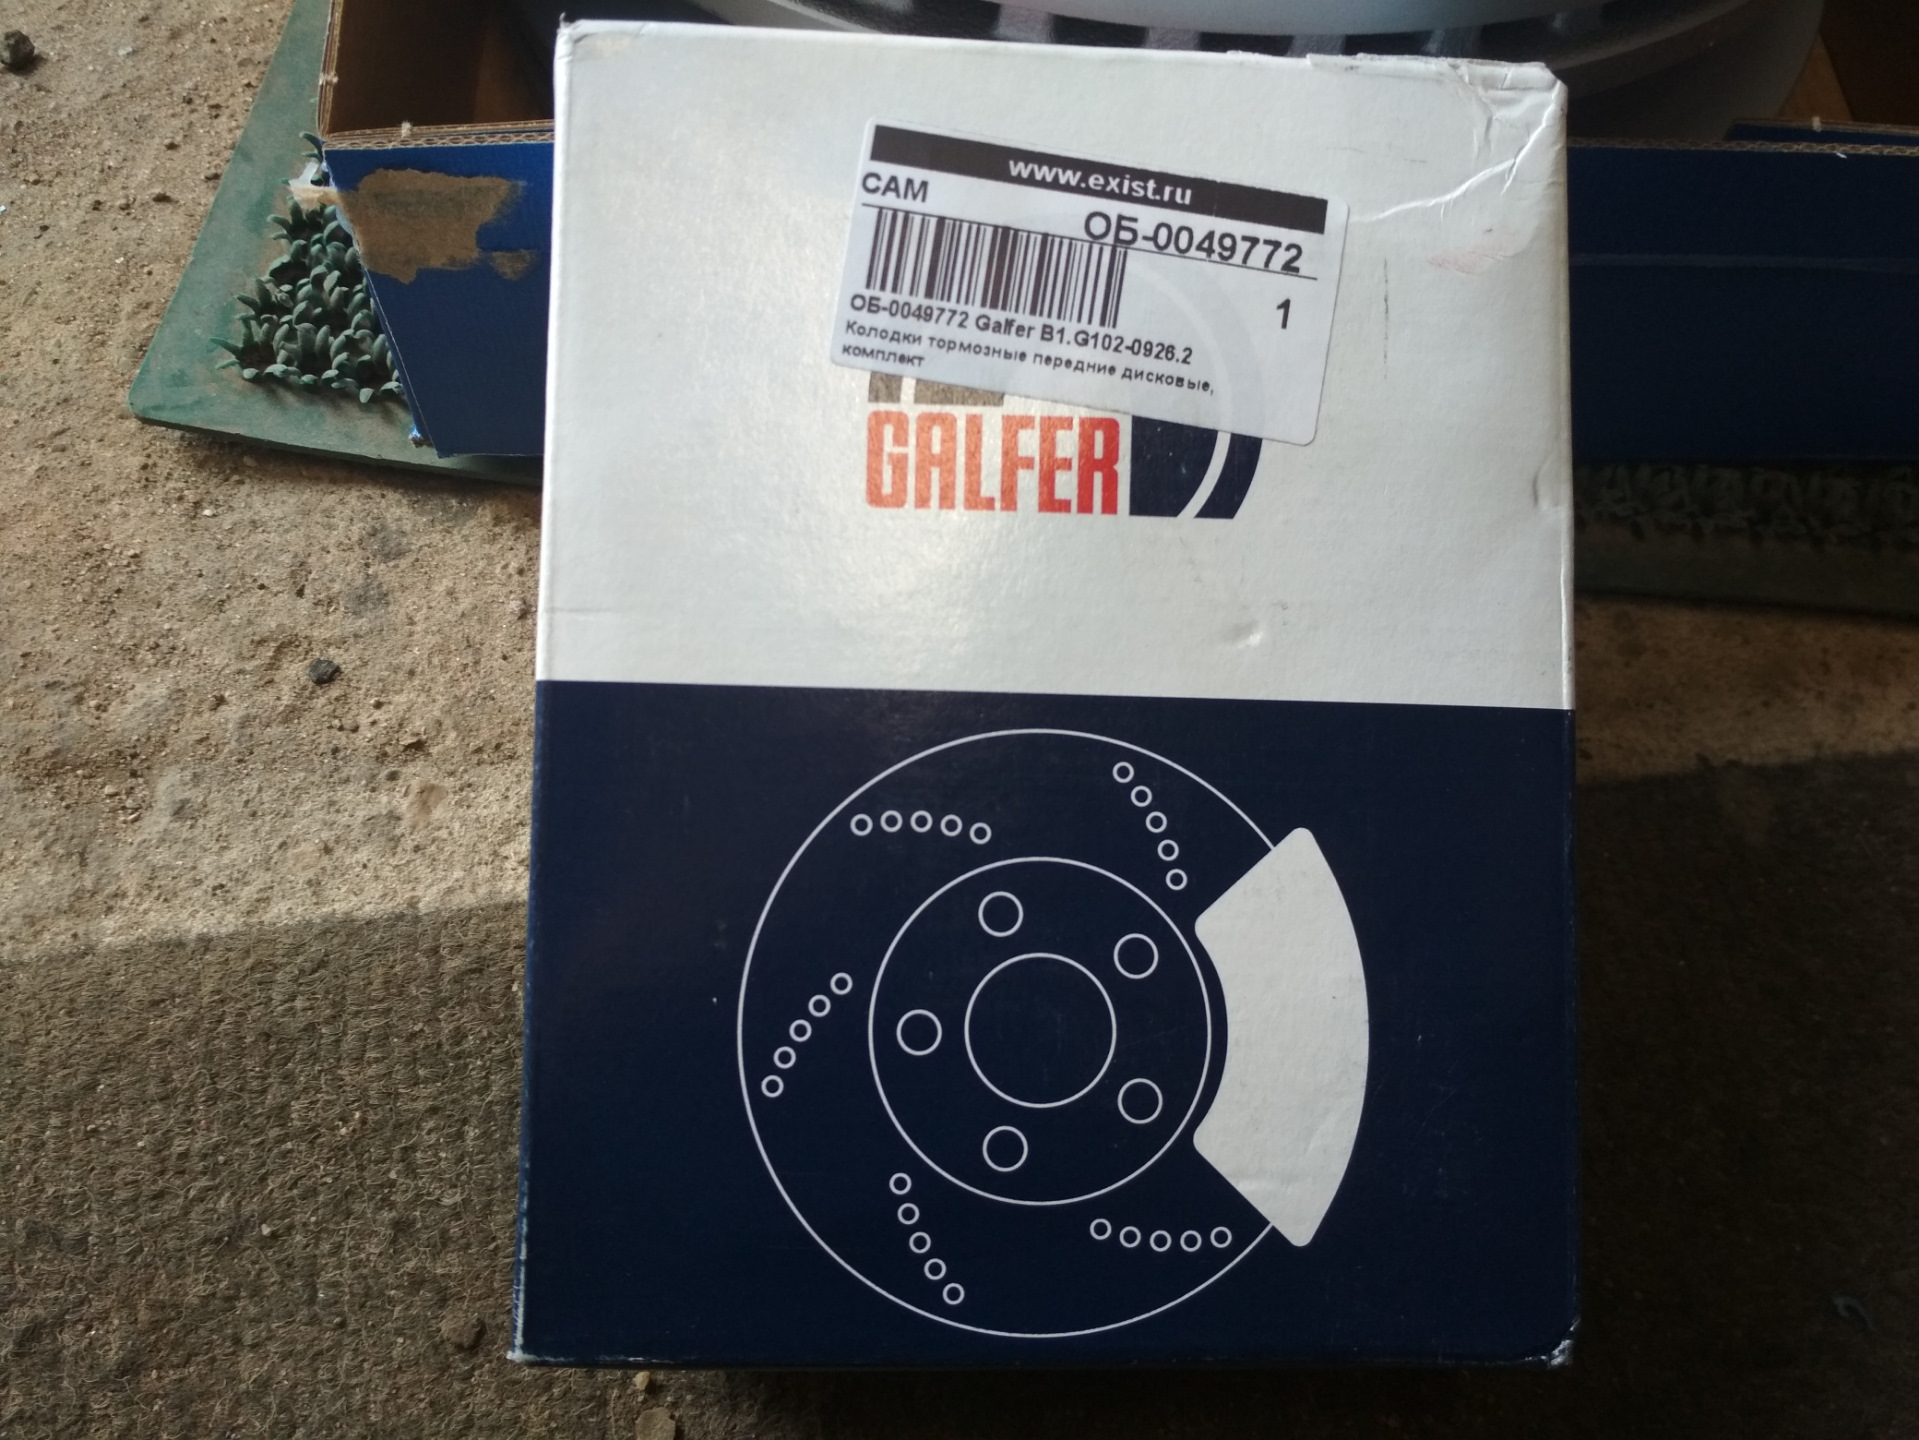 www.exist.ru
САМ
ОБ-0049772
1
ОБ-0049772 Galfer B1.G102-0926.2
Колодки тормозные передние дисковые,
комплект
GALFER